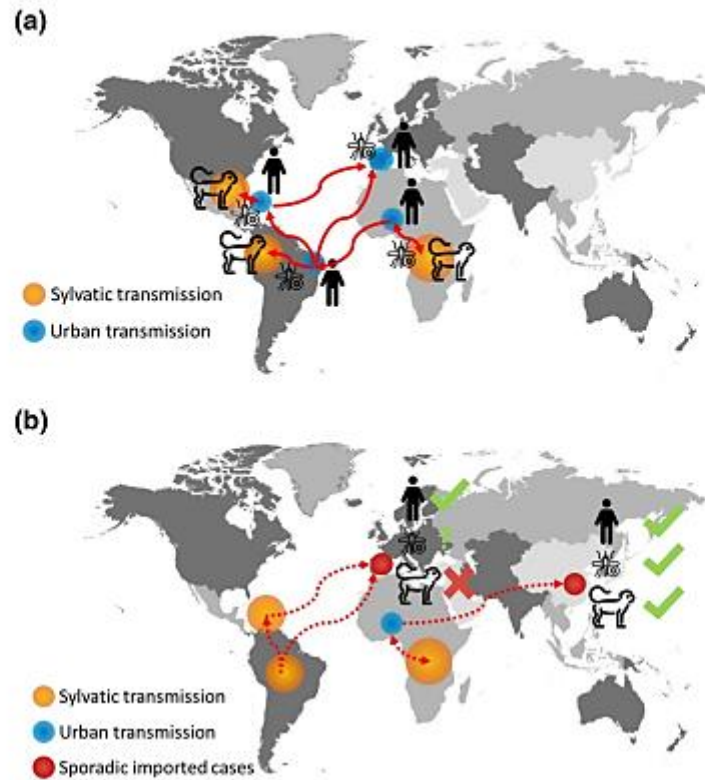 (a)
Sylvatic transmission
Urban transmission
(b)
Sylvatic transmission
Urban transmission
Sporadic imported cases